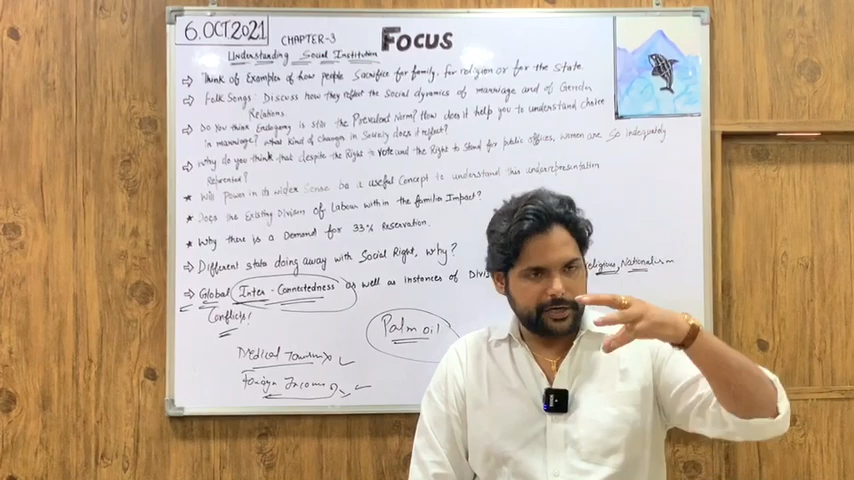 6.OCT2021
CHAPTER-3
FOCUS
Understanding Social Institution
Think of Examples of how people sacrifice for family, for religion or for the State.
Folk Songs: Discuss how they reflect the social dynamics of marriage and of Gender
Relations.
Do you think Endogamy is still the Prevalent Norm? How does it help you to understand choice
in marriage? What kind of changes in Society does it reflect?
Why do you think that despite the Right to vote and the Right to Stand for public offices, women are so
Represented?
Will Power in its wider Sense be a useful Concept to understand this underrepresentation
Does the Existing Division of Labour within the Impact?
Why there is a Demand for 33% Reservation.
Different state doing away with Social Right, why?
Global Inter-Connectedness as well as instances of religious, Nationalism
Conflicts!
Palm oil
Medical